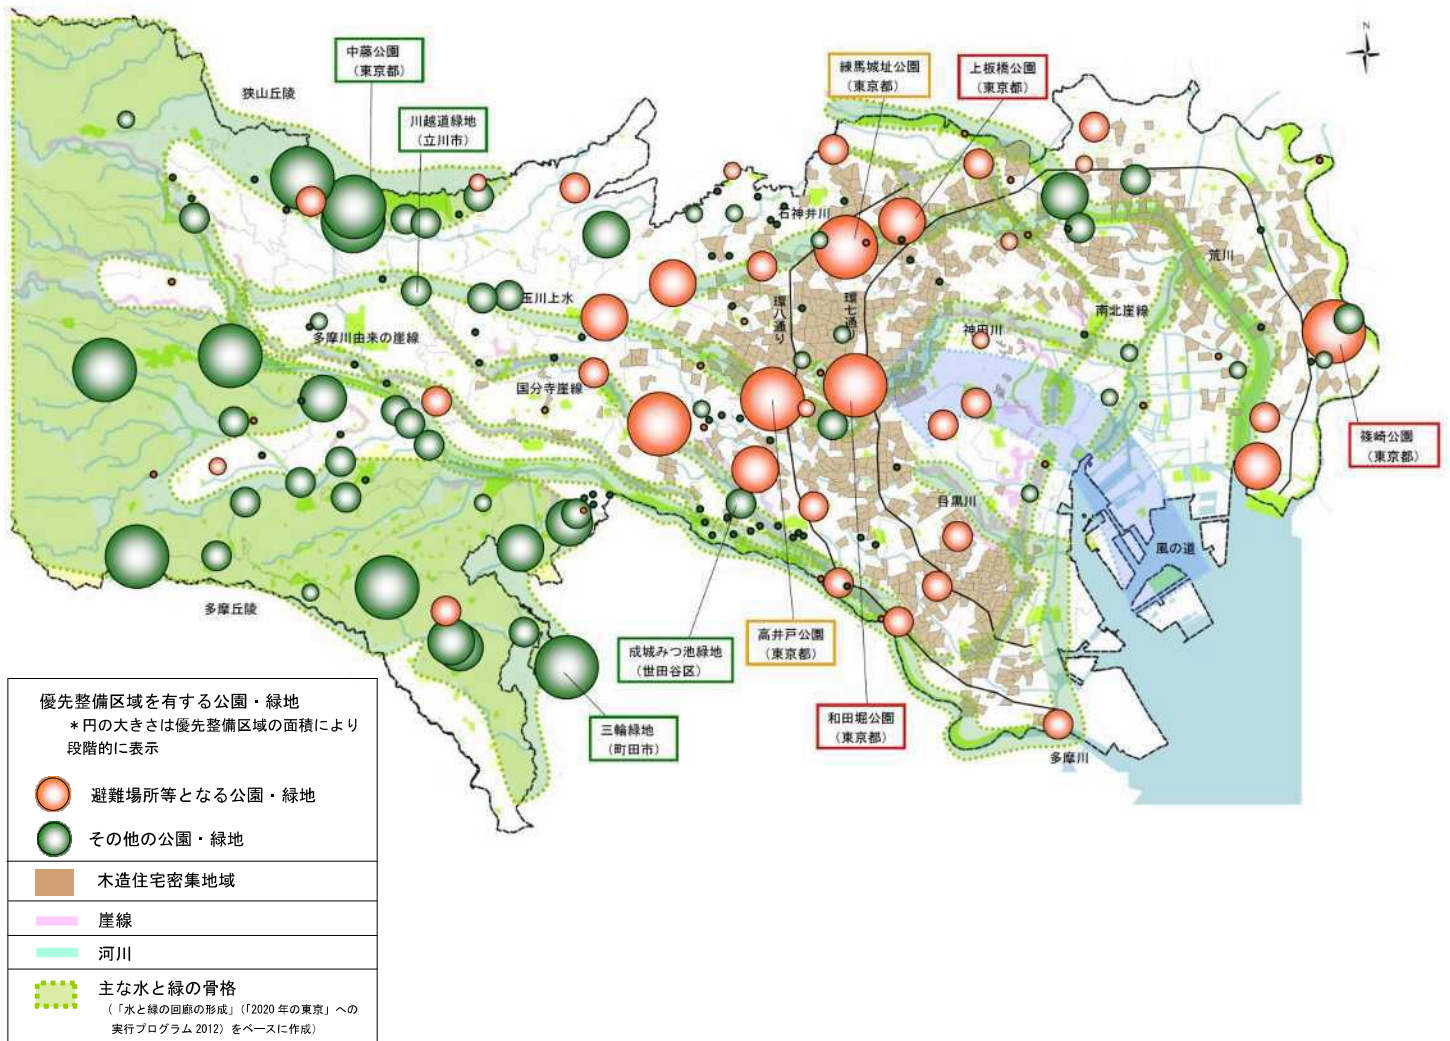 N
中藤公園
（東京都）
狭山丘陵
川越道緑地
（立川市）
練馬城址公園
（東京都）
上板橋公園
（東京都）
石神井川
荒川
玉川上水
環八通り
環七通り
南北崖線
神田川
多摩川由来の崖線
国分寺崖線
篠崎公園
（東京都）
目黒川
風の道
多摩丘陵
成城みつ池緑地
（世田谷区）
高井戸公園
（東京都）
和田堀公園
（東京都）
三輪緑地
（町田市）
多摩川
優先整備区域を有する公園・緑地
＊円の大きさは優先整備区域の面積により
段階的に表示
避難場所等となる公園・緑地
その他の公園・緑地
木造住宅密集地域
崖線
河川
主な水と緑の骨格
（「水と緑の回廊の形成」（「2020 年の東京」への
実行プログラム 2012）をベースに作成）